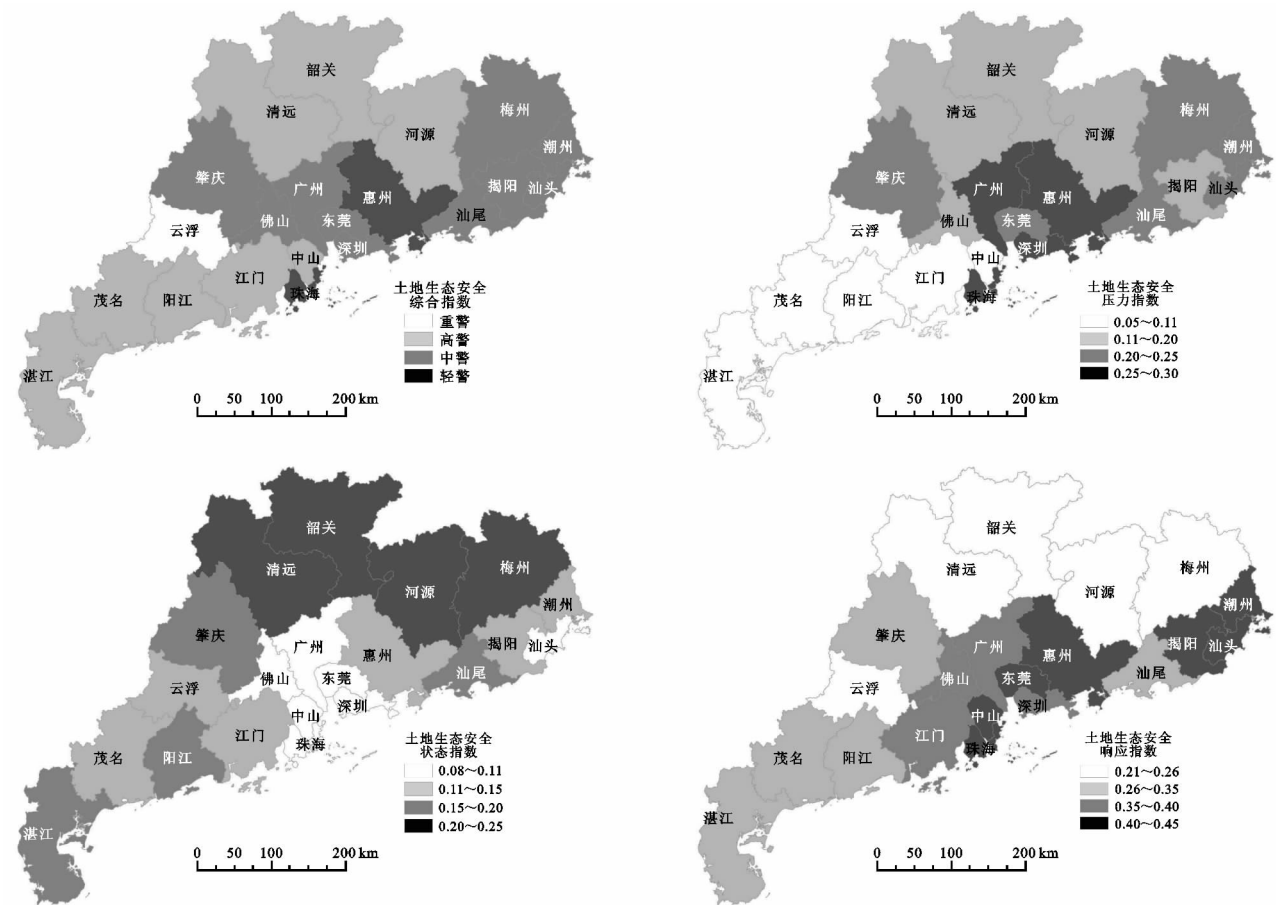 韶关
清远
河源
梅州
潮州
肇庆
广州
惠州
揭阳
汕头
佛山
东莞
汕尾
云浮
深圳
中山
江门
珠海
茂名
阳江
湛江
土地生态安全
综合指数
重警
高警
中警
轻警
0 50 100 200 km
韶关
清远
河源
梅州
潮州
肇庆
广州
惠州
揭阳
汕头
佛山
东莞
汕尾
云浮
深圳
中山
江门
珠海
茂名
阳江
湛江
土地生态安全
压力指数
0.05～0.11
0.11～0.20
0.20～0.25
0.25～0.30
0 50 100 200 km
韶关
清远
河源
梅州
潮州
肇庆
广州
惠州
揭阳
汕头
佛山
东莞
汕尾
云浮
深圳
中山
江门
珠海
茂名
阳江
湛江
土地生态安全
状态指数
0.08～0.11
0.11～0.15
0.15～0.20
0.20～0.25
0 50 100 200 km
韶关
清远
河源
梅州
潮州
肇庆
广州
惠州
揭阳
汕头
佛山
东莞
汕尾
云浮
深圳
中山
江门
珠海
茂名
阳江
湛江
土地生态安全
响应指数
0.21～0.26
0.26～0.35
0.35～0.40
0.40～0.45
0 50 100 200 km